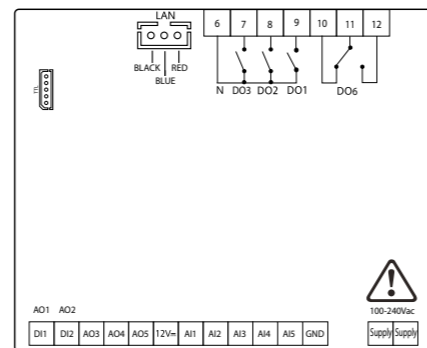 LAN
6 7 8 9 10 11 12
BLACK RED
BLUE
N DO3 DO2 DO1 DO6
TTL
100-240Vac
AO1 AO2
DI1 DI2 AO3 AO4 AO5 12V= AI1 AI2 AI3 AI4 AI5 GND Supply Supply